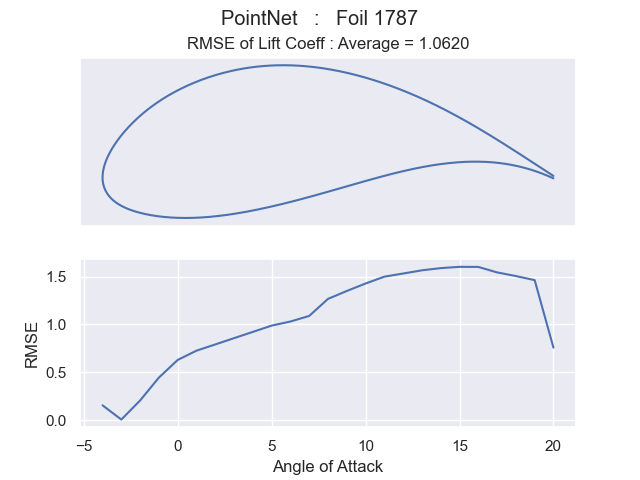 PointNet : Foil 1787
RMSE of Lift Coeff : Average = 1.0620
1.5
1.0
0.5
0.0
RMSE
−5 0 5 10 15 20
Angle of Attack